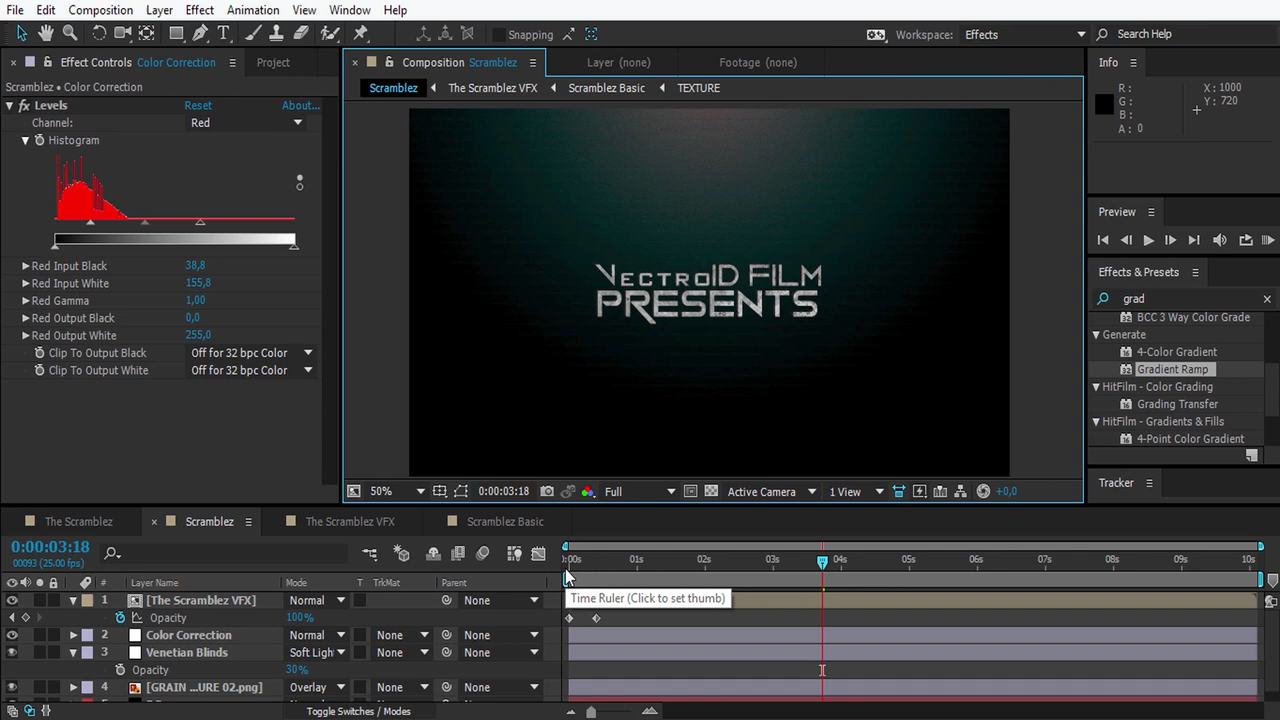 File Edit Composition Layer Effect Animation View Window Help
Snapping
Workspace: Effects
Search Help
Effect Controls Color Correction
Project
Composition Scramblez
Layer (none)
Footage (none)
Info
Scramblez • Color Correction
Scramblez The Scramblez VFX Scramblez Basic TEXTURE
R:
G:
B:
A: 0
X: 1000
Y: 720
fx Levels Reset About...
Channel: Red
Histogram
Red Input Black 38,8
Red Input White 155,8
Red Gamma 1,00
Red Output Black 0,0
Red Output White 255,0
Clip To Output Black Off for 32 bpc Color
Clip To Output White Off for 32 bpc Color
VectroID FILM
PRESENTS
Preview
Effects & Presets
grad
BCC 3 Way Color Grade
Generate
4-Color Gradient
Gradient Ramp
HitFilm - Color Grading
Grading Transfer
HitFilm - Gradients & Fills
4-Point Color Gradient
Tracker
50% 0:00:03:18 Full Active Camera 1 View +0,0
The Scramblez Scramblez The Scramblez VFX Scramblez Basic
0:00:03:18
00093 (25.00 fps)
:00s 01s 02s 03s 04s 05s 06s 07s 08s 09s 10s
# Layer Name Mode T TrkMat Parent
Time Ruler (Click to set thumb)
1 [The Scramblez VFX] Normal None
Opacity 100%
2 Color Correction Normal None None
3 Venetian Blinds Soft Ligh None None
Opacity 30%
4 [GRAIN ...URE 02.png] Overlay None None
Toggle Switches / Modes